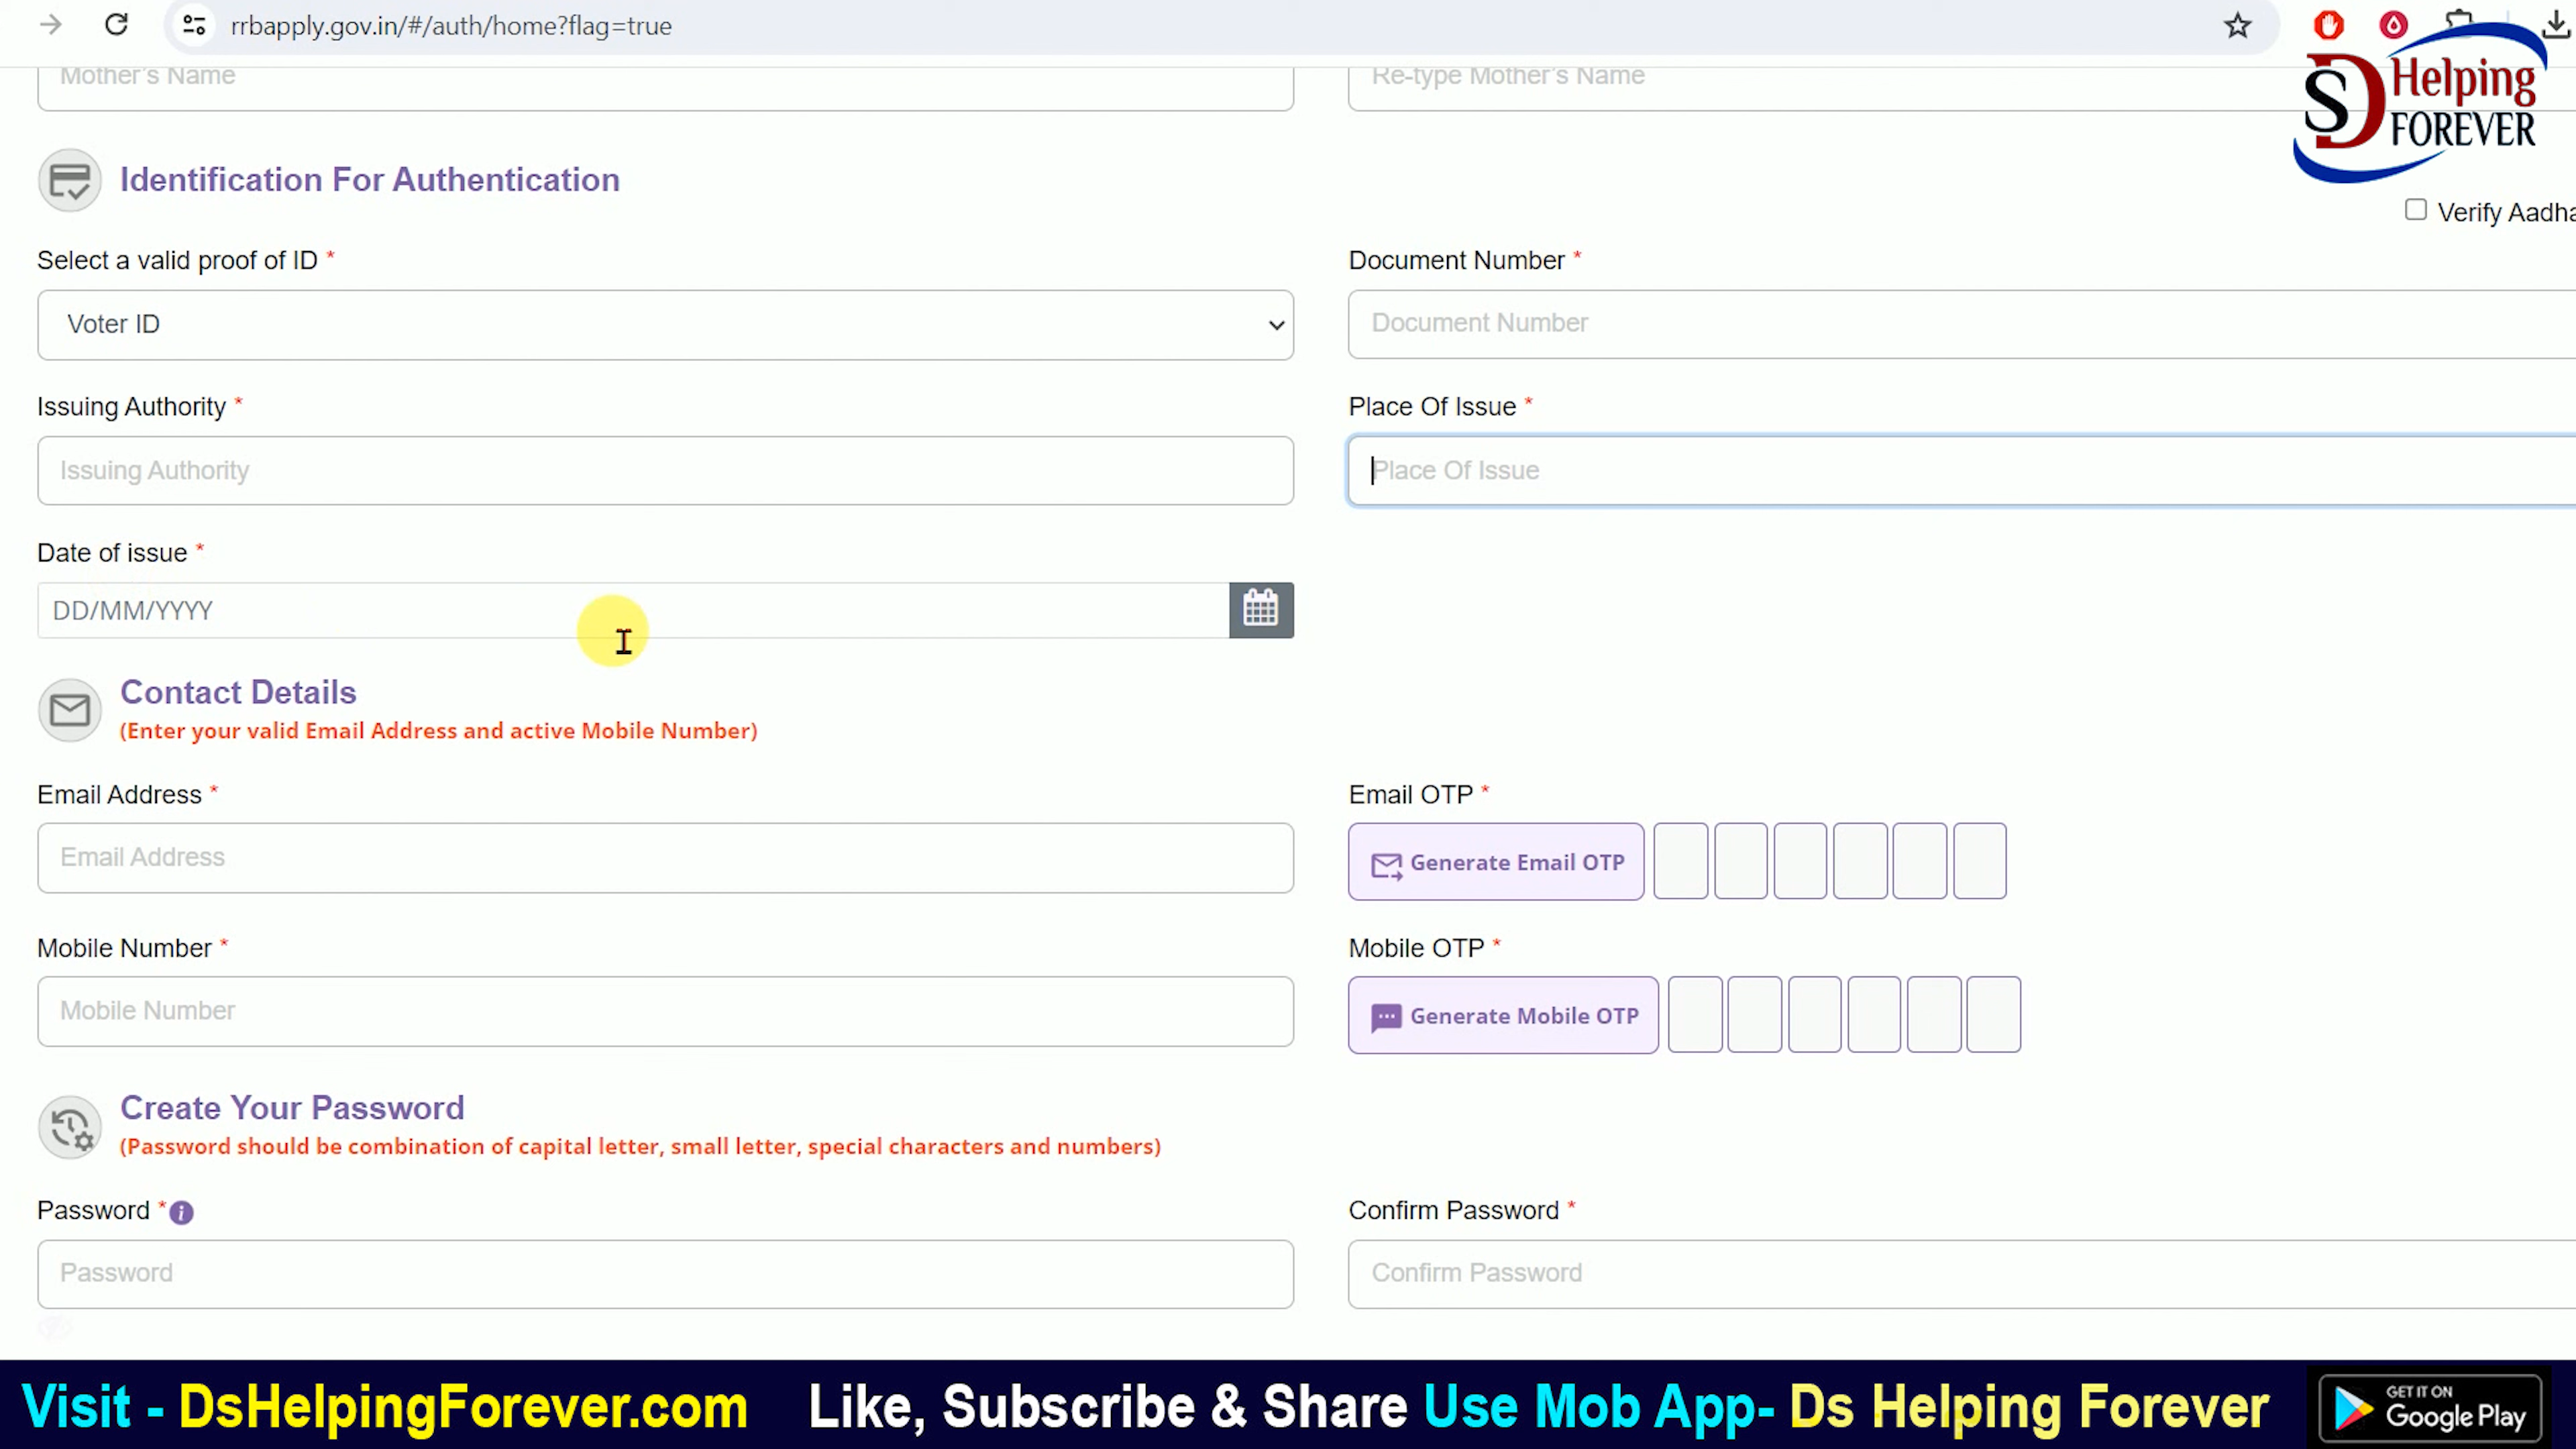 rrbapply.gov.in/#/auth/home?flag=true
Mother's Name
Re-type Mother's Name
SD Helping FOREVER
Identification For Authentication
Verify Aadha
Select a valid proof of ID *
Document Number *
Voter ID
Document Number
Issuing Authority *
Place Of Issue *
Issuing Authority
Place Of Issue
Date of issue *
DD/MM/YYYY
Contact Details
(Enter your valid Email Address and active Mobile Number)
Email Address *
Email OTP *
Email Address
Generate Email OTP
Mobile Number *
Mobile OTP *
Mobile Number
Generate Mobile OTP
Create Your Password
(Password should be combination of capital letter, small letter, special characters and numbers)
Password * i
Confirm Password *
Password
Confirm Password
Visit - DsHelpingForever.com Like, Subscribe & Share Use Mob App- Ds Helping Forever
GET IT ON
Google Play